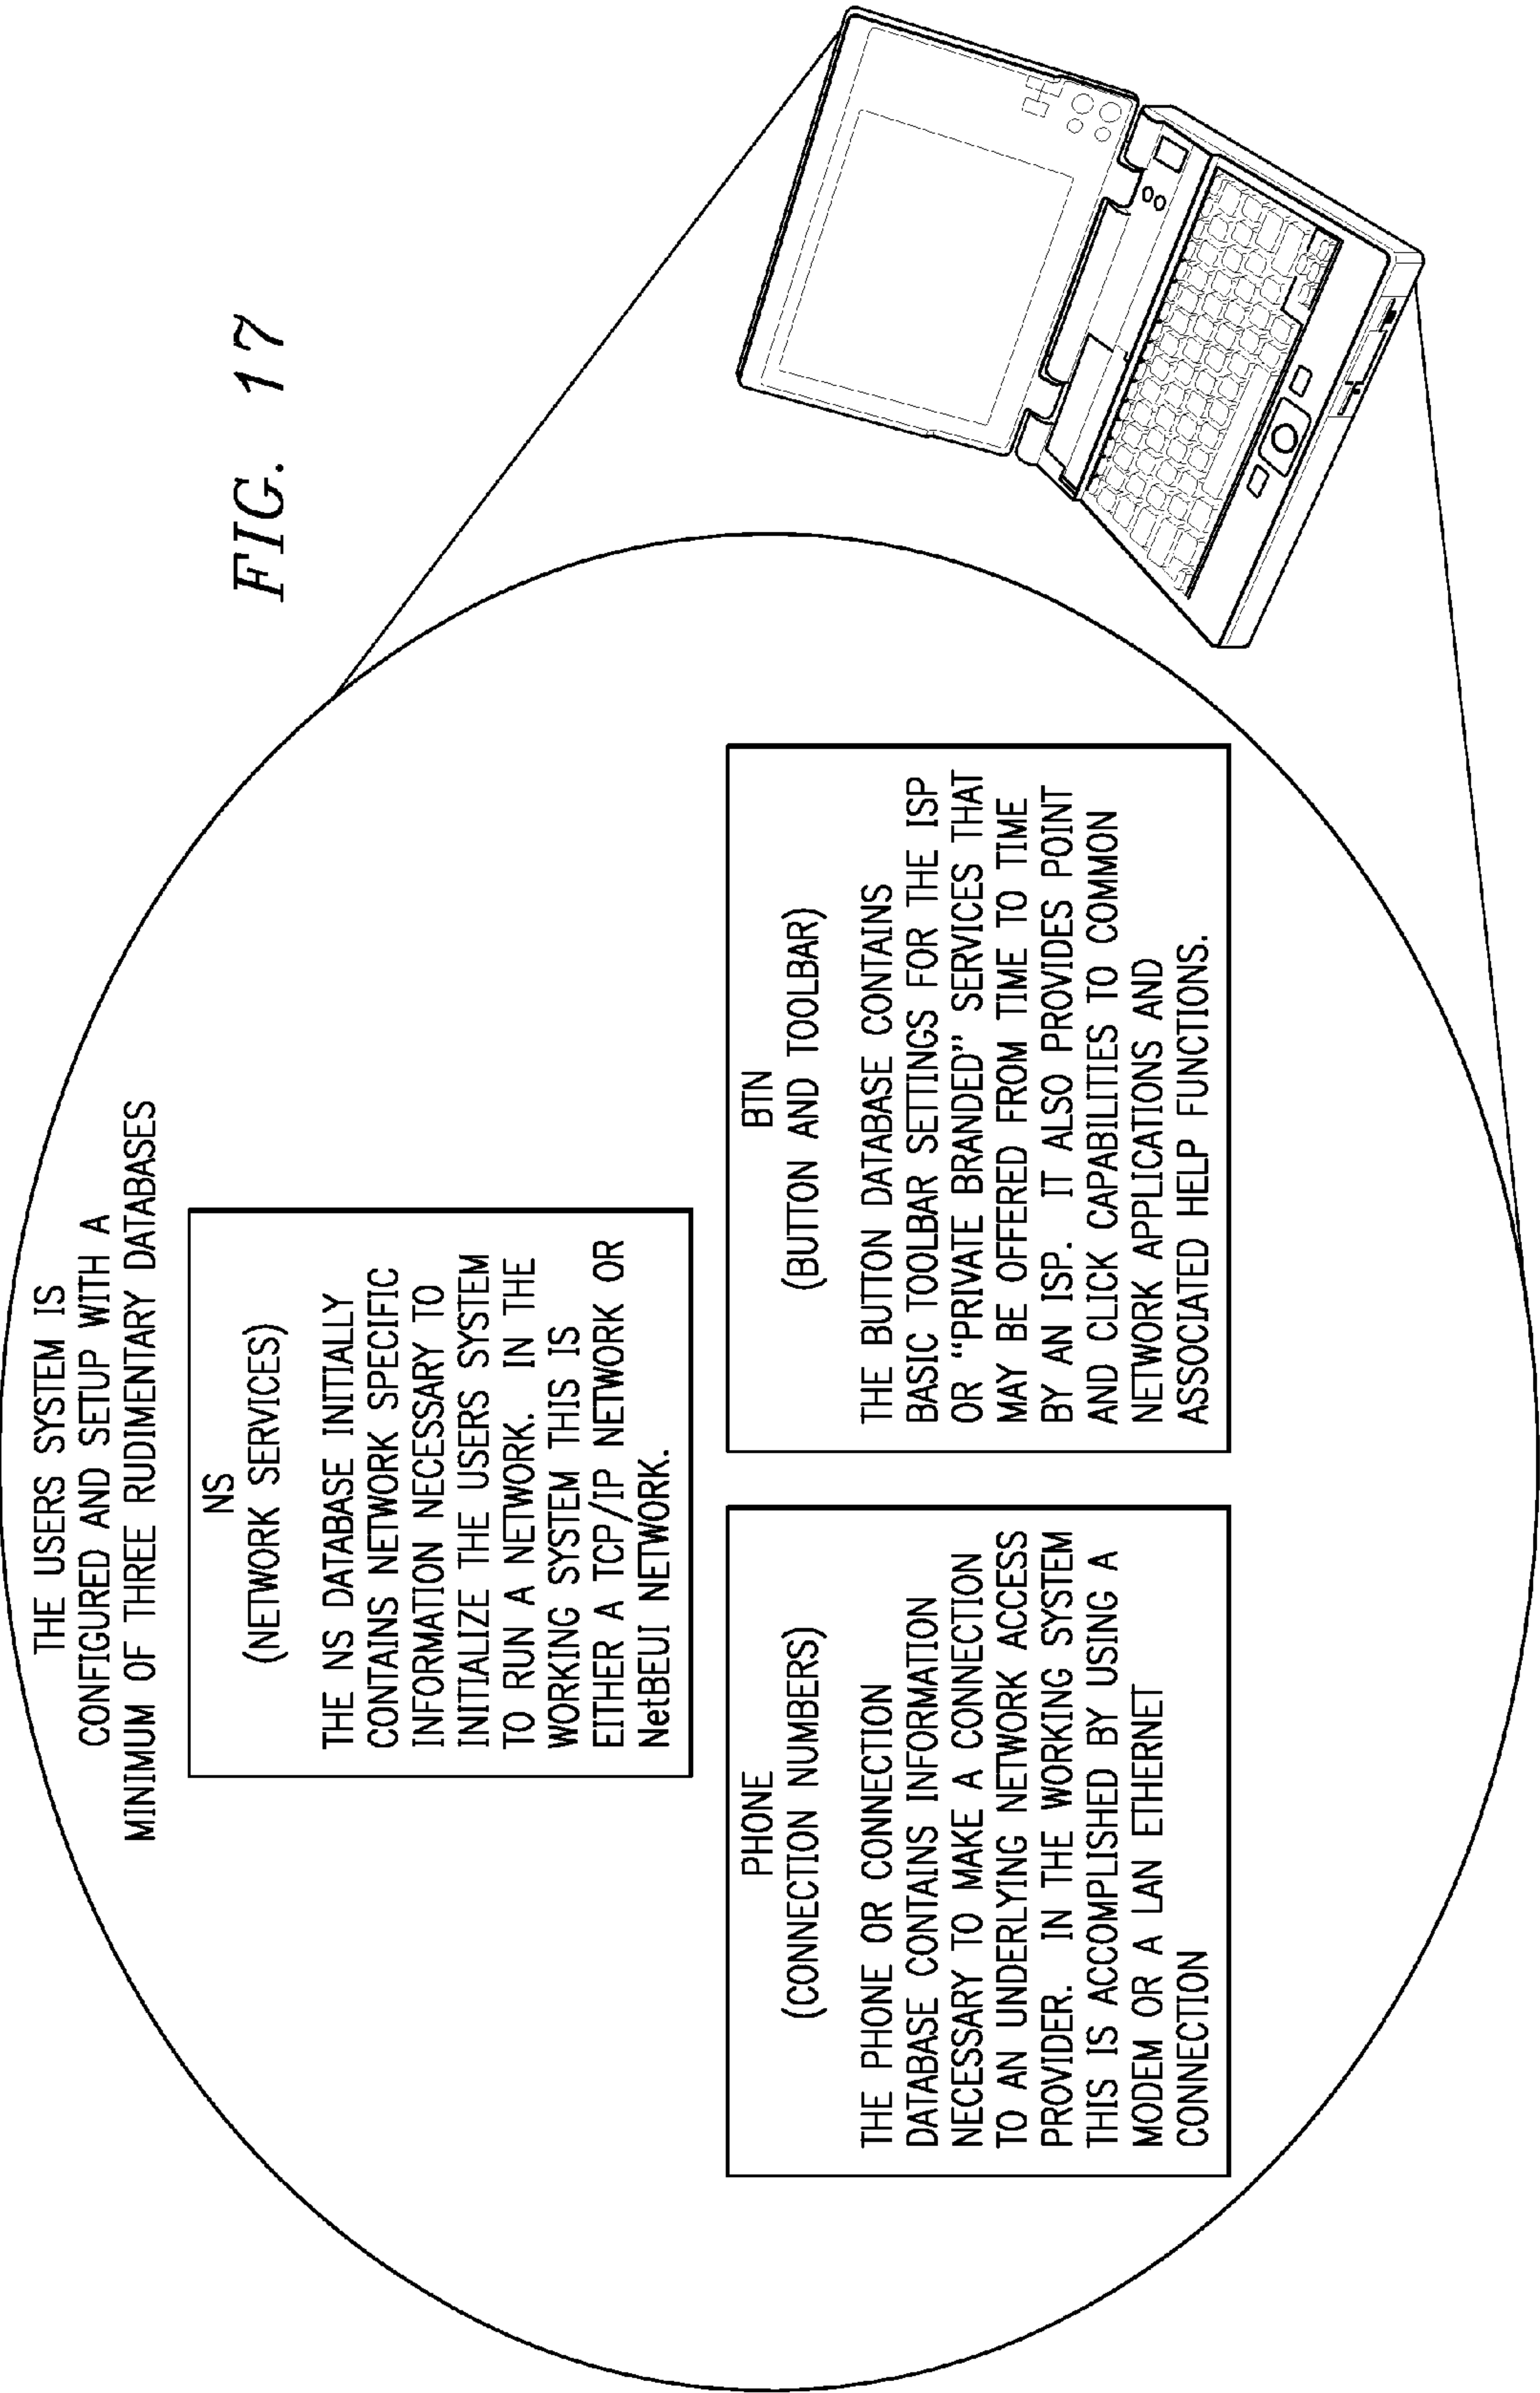 FIG. 17
THE USERS SYSTEM IS
CONFIGURED AND SETUP WITH A
MINIMUM OF THREE RUDIMENTARY DATABASES
NS
(NETWORK SERVICES)
THE NS DATABASE INITIALLY
CONTAINS NETWORK SPECIFIC
INFORMATION NECESSARY TO
INITIALIZE THE USERS SYSTEM
TO RUN A NETWORK. IN THE
WORKING SYSTEM THIS IS
EITHER A TCP/IP NETWORK OR
NetBEUI NETWORK.
PHONE
(CONNECTION NUMBERS)
THE PHONE OR CONNECTION
DATABASE CONTAINS INFORMATION
NECESSARY TO MAKE A CONNECTION
TO AN UNDERLYING NETWORK ACCESS
PROVIDER. IN THE WORKING SYSTEM
THIS IS ACCOMPLISHED BY USING A
MODEM OR A LAN ETHERNET
CONNECTION
BTN
(BUTTON AND TOOLBAR)
THE BUTTON DATABASE CONTAINS
BASIC TOOLBAR SETTINGS FOR THE ISP
OR "PRIVATE BRANDED" SERVICES THAT
MAY BE OFFERED FROM TIME TO TIME
BY AN ISP. IT ALSO PROVIDES POINT
AND CLICK CAPABILITIES TO COMMON
NETWORK APPLICATIONS AND
ASSOCIATED HELP FUNCTIONS.